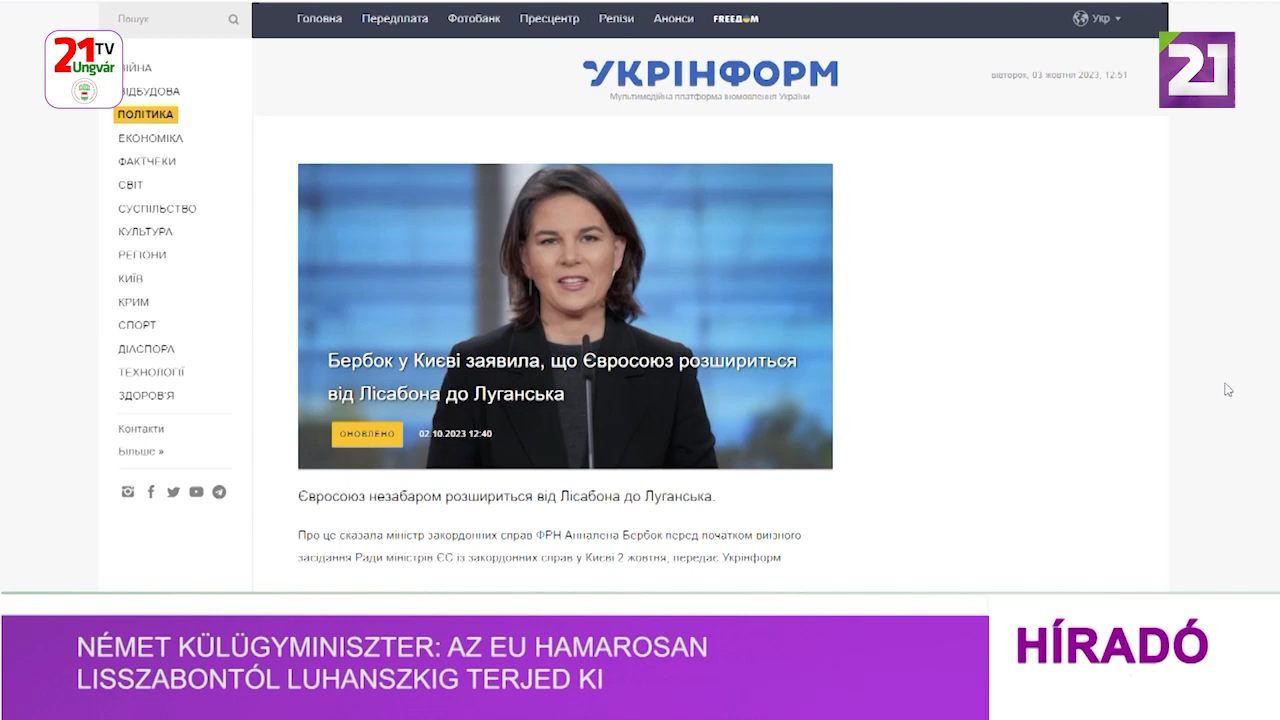 Пошук
Головна Передплата Фотобанк Пресцентр Релізи Анонси FREEДОМ Укр
21 TV
Ungvár
21
ВІЙНА
ВІДБУДОВА
ПОЛІТИКА
ЕКОНОМІКА
ФАКТЧЕКИ
СВІТ
СУСПІЛЬСТВО
КУЛЬТУРА
РЕГІОНИ
КИЇВ
КРИМ
СПОРТ
ДІАСПОРА
ТЕХНОЛОГІЇ
ЗДОРОВ'Я
Контакти
Більше »
УКРІНФОРМ
Мультимедійна платформа іномовлення України
вівторок, 03 жовтня 2023, 12:51
Бербок у Києві заявила, що Євросоюз розшириться
від Лісабона до Луганська
ОНОВЛЕНО 02.10.2023 12:40
Євросоюз незабаром розшириться від Лісабона до Луганська.
Про це сказала міністр закордонних справ ФРН Анналена Бербок перед початком виїзного
засідання Ради міністрів ЄС із закордонних справ у Києві 2 жовтня, передає Укрінформ
NÉMET KÜLÜGYMINISZTER: AZ EU HAMAROSAN
LISSZABONTÓL LUHANSZKIG TERJED KI
HÍRADÓ